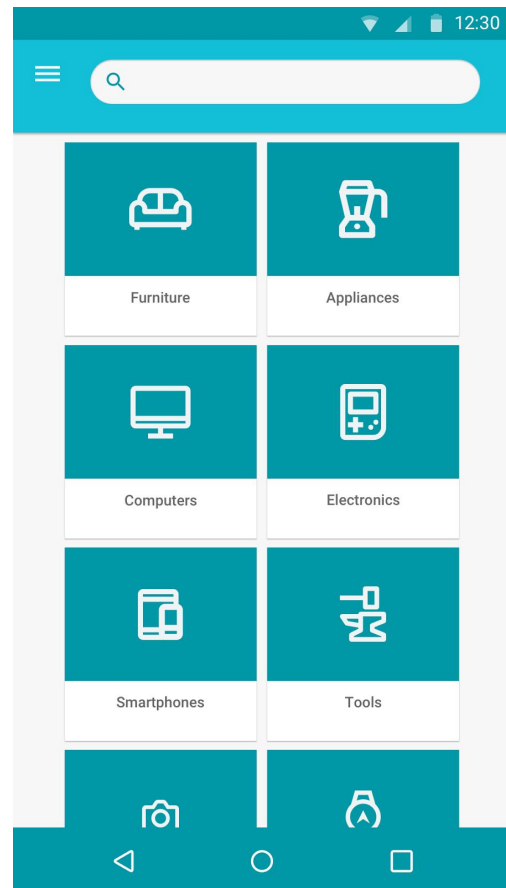 12:30
Furniture
Appliances
Computers
Electronics
Smartphones
Tools